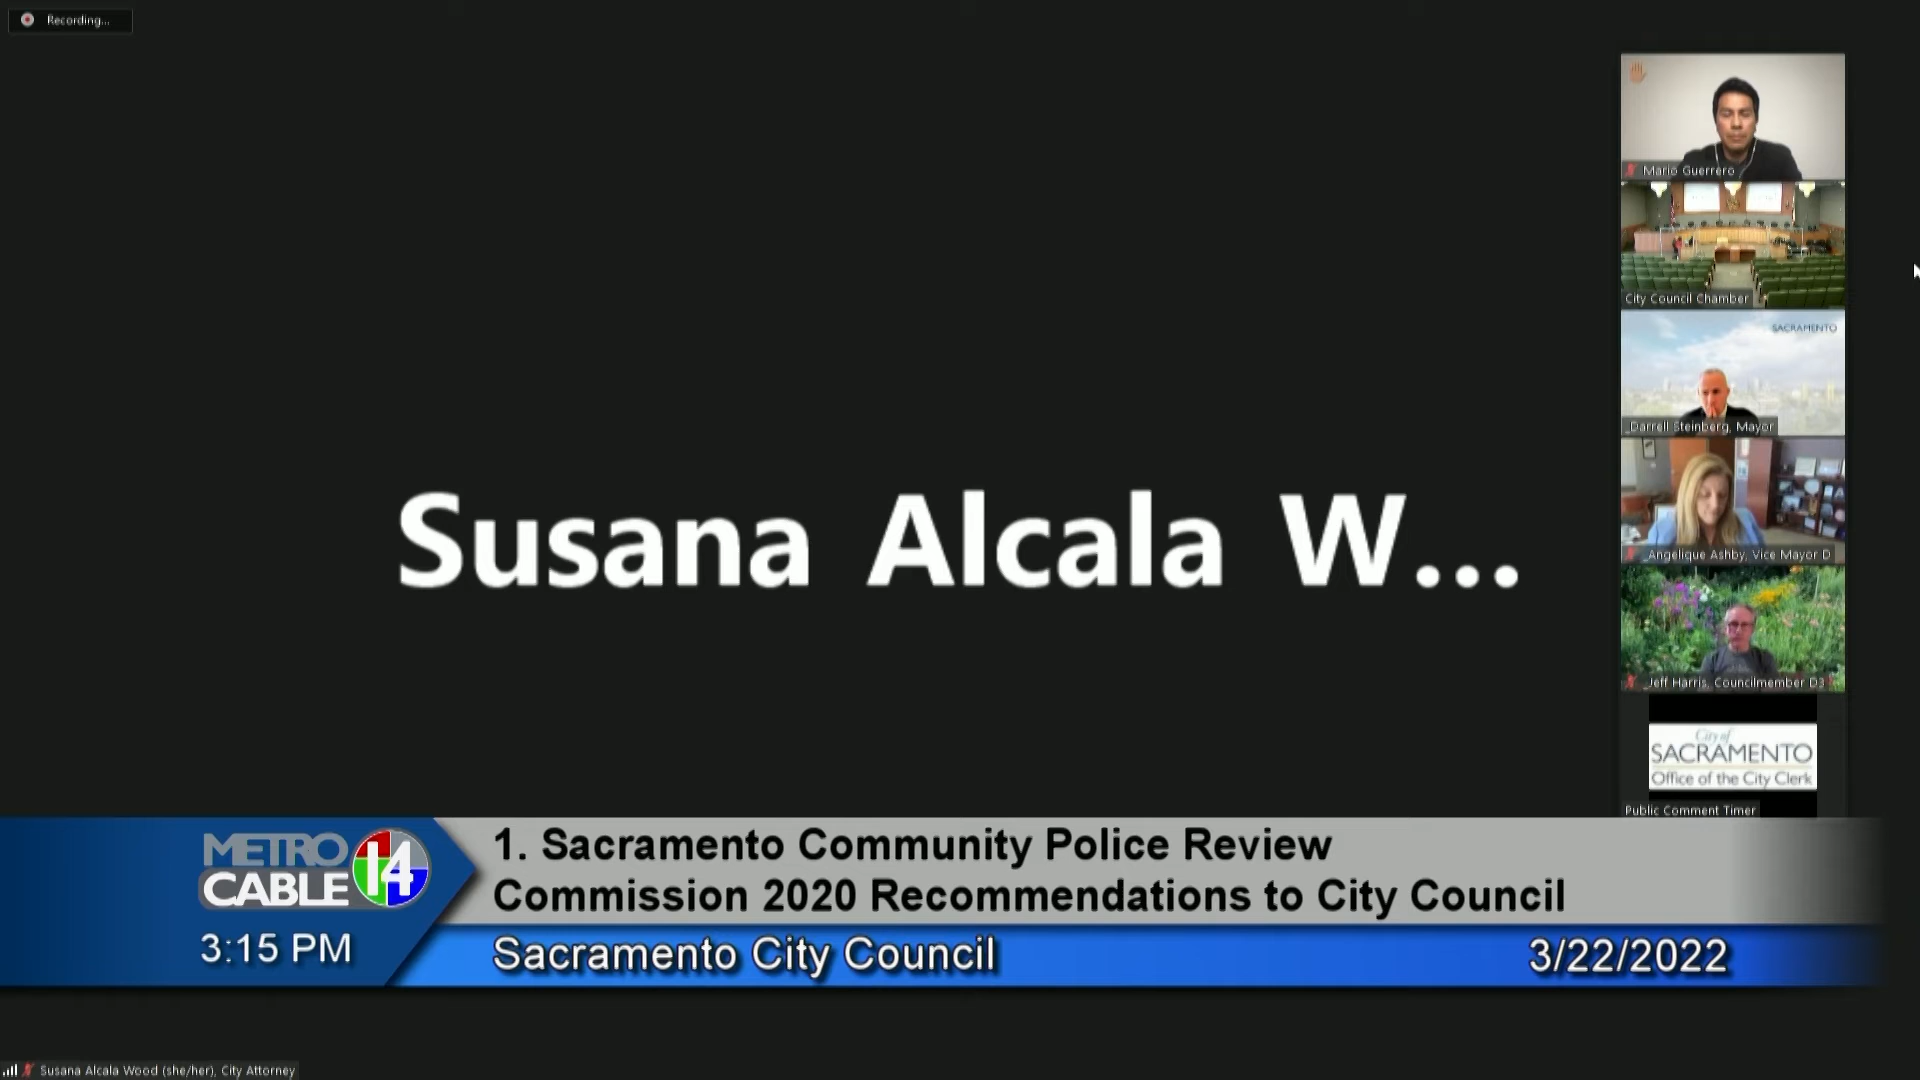 Recording...
Susana Alcala W...
Mario Guerrero
City Council Chamber
SACRAMENTO
_Darrell Steinberg, Mayor
_Angelique Ashby, Vice Mayor D
_Jeff Harris, Councilmember D3
City of
SACRAMENTO
Office of the City Clerk
Public Comment Timer
METRO
CABLE 14
3:15 PM
1. Sacramento Community Police Review
Commission 2020 Recommendations to City Council
Sacramento City Council
3/22/2022
Susana Alcala Wood (she/her), City Attorney